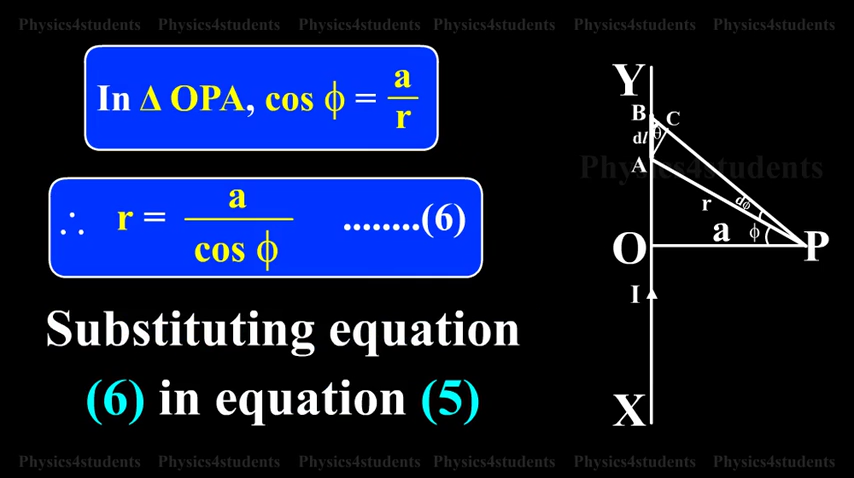 Physics4students Physics4students Physics4students Physics4students Physics4students Physics4students
In Δ OPA, cos ϕ = a/r
∴ r = a/cos ϕ ........(6)
Substituting equation
(6) in equation (5)
Y
B C
dl θ
A
Physics4students
r dϕ
O a ϕ P
I
X
Physics4students Physics4students Physics4students Physics4students Physics4students Physics4students